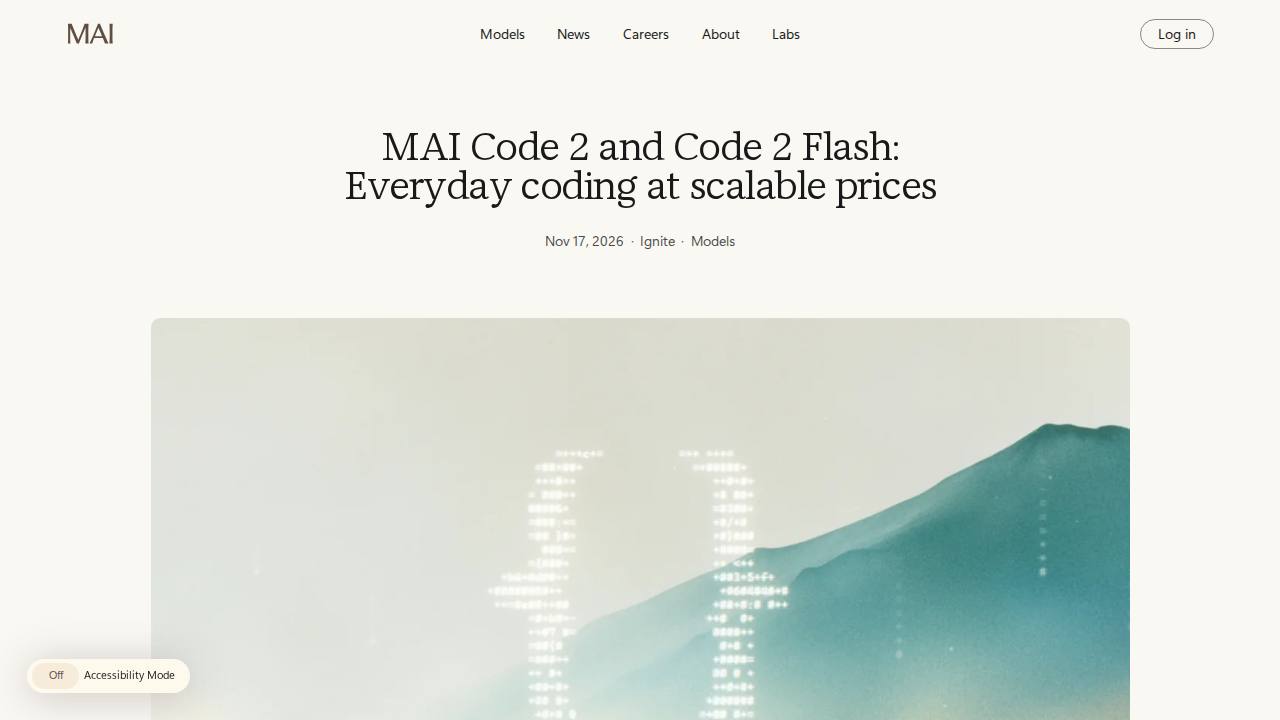 MAI
Models
News
Careers
About
Labs
Log in
MAI Code 2 and Code 2 Flash:
Everyday coding at scalable prices
Nov 17, 2026 · Ignite · Models
Off
Accessibility Mode